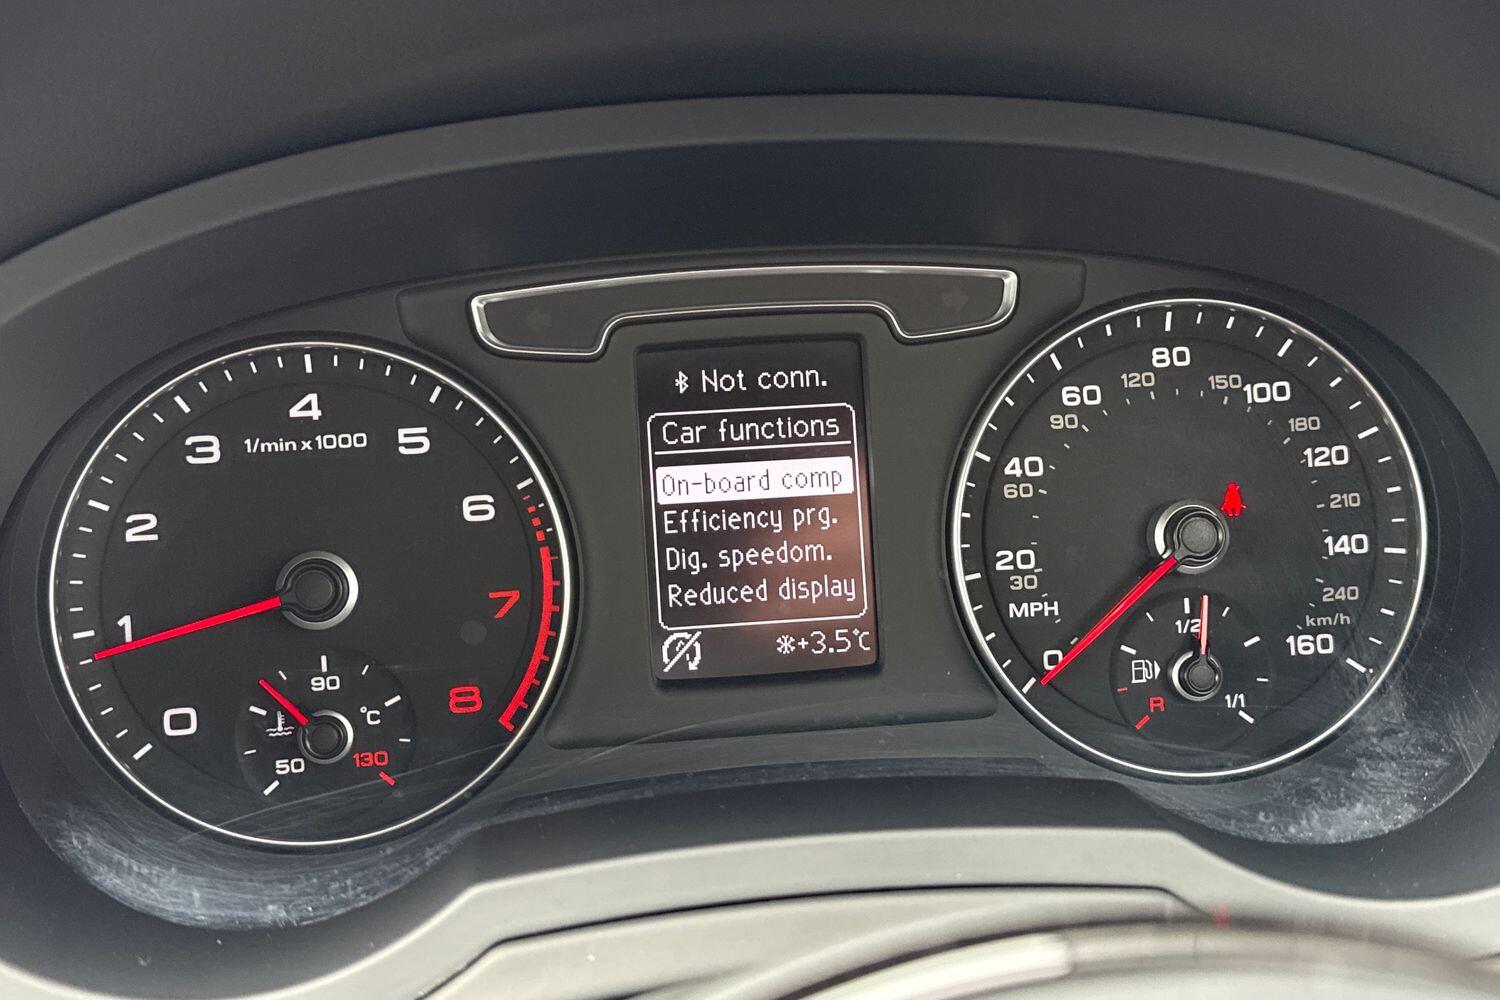 Not conn.
Car functions
On-board comp
Efficiency prg.
Dig. speedom.
Reduced display
*+3.5°C
1/min x 1000
0
1
2
3
4
5
6
7
8
50
90
130
°C
0
20
40
60
80
100
120
140
160
MPH
30
60
90
120
150
180
210
240
km/h
R
1/2
1/1